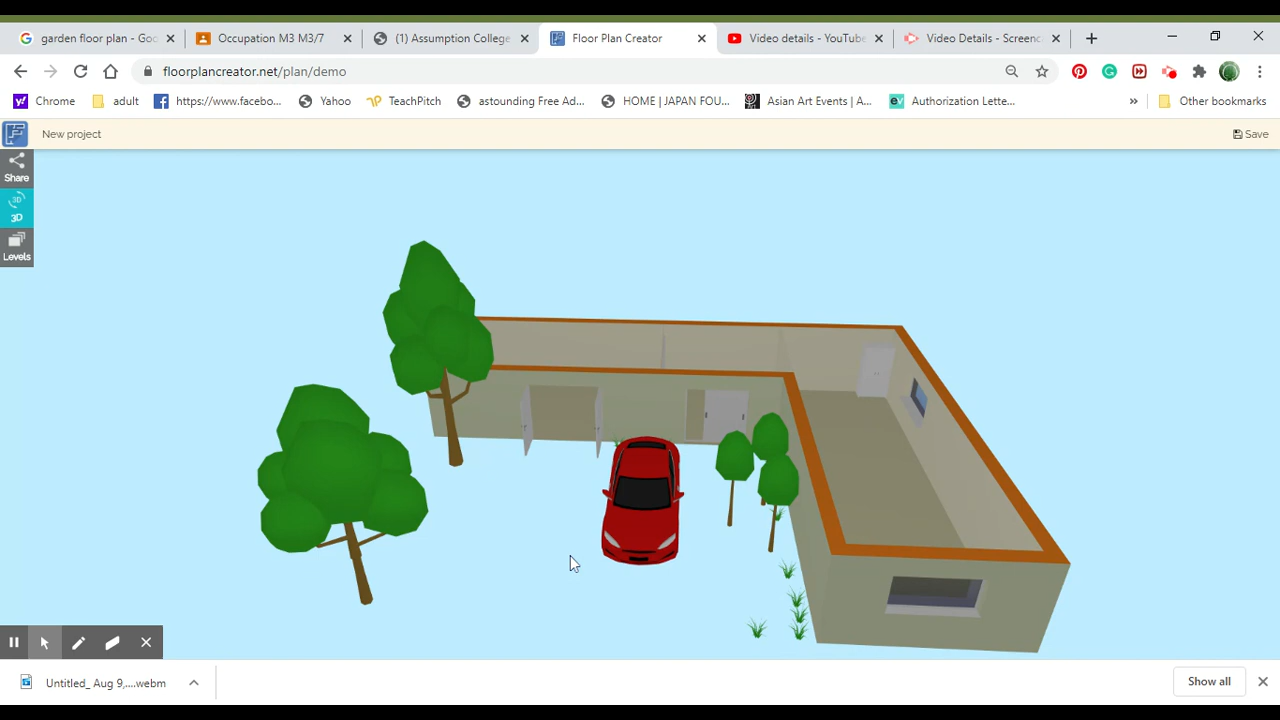 garden floor plan - Goo
Occupation M3 M3/7
(1) Assumption College
Floor Plan Creator
Video details - YouTube
Video Details - Screenc
floorplancreator.net/plan/demo
Chrome
adult
https://www.facebo...
Yahoo
TeachPitch
astounding Free Ad...
HOME | JAPAN FOU...
Asian Art Events | A...
Authorization Lette...
Other bookmarks
New project
Save
Share
3D
3D
Levels
Untitled_ Aug 9,....webm
Show all